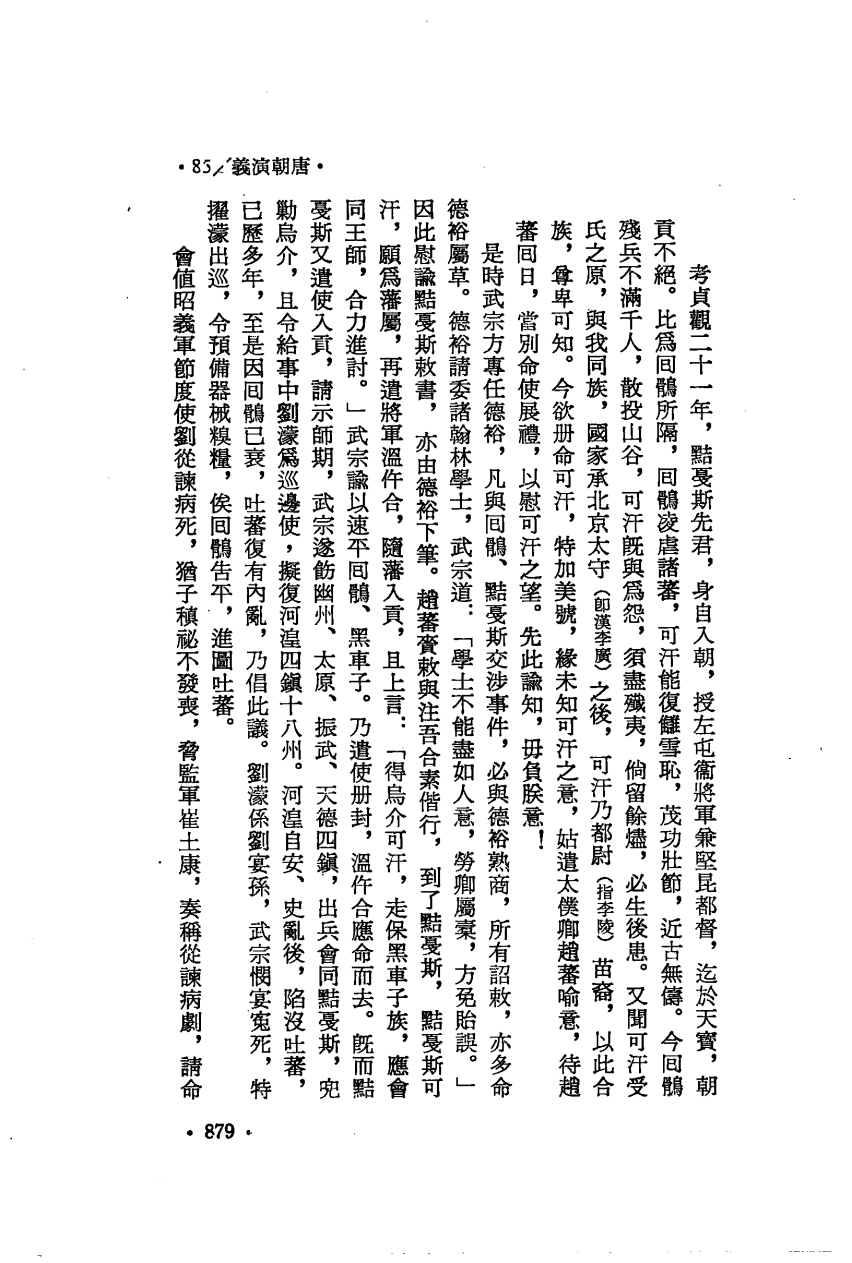 •唐朝演義╱85•
考貞觀二十一年，黠戛斯先君，身自入朝，授左屯衞將軍兼堅昆都督，迄於天寶，朝
貢不絕。比爲囘鶻所隔，囘鶻凌虐諸蕃，可汗能復讎雪恥，茂功壯節，近古無儔。今囘鶻
殘兵不滿千人，散投山谷，可汗旣與爲怨，須盡殲夷，倘留餘燼，必生後患。又聞可汗受
氏之原，與我同族，國家承北京太守（卽漢李廣）之後，可汗乃都尉（指李陵）苗裔，以此合
族，尊卑可知。今欲册命可汗，特加美號，緣未知可汗之意，姑遣太僕卿趙蕃喻意，待趙
蕃囘日，當別命使展禮，以慰可汗之望。先此諭知，毋負朕意！
是時武宗方專任德裕，凡與囘鶻、黠戛斯交涉事件，必與德裕熟商，所有詔敕，亦多命
德裕屬草。德裕請委諸翰林學士，武宗道：「學士不能盡如人意，勞卿屬稾，方免貽誤。」
因此慰諭黠戛斯敕書，亦由德裕下筆。趙蕃賫敕與注吾合素偕行，到了黠戛斯，黠戛斯可
汗，願爲藩屬，再遣將軍溫仵合，隨藩入貢，且上言：「得烏介可汗，走保黑車子族，應會
同王師，合力進討。」武宗諭以速平囘鶻、黑車子。乃遣使册封，溫仵合應命而去。旣而黠
戛斯又遣使入貢，請示師期，武宗遂飭幽州、太原、振武、天德四鎭，出兵會同黠戛斯，兜
勦烏介，且令給事中劉濛爲巡邊使，擬復河湟四鎭十八州。河湟自安、史亂後，陷沒吐蕃，
已歷多年，至是因囘鶻已衰，吐蕃復有內亂，乃倡此議。劉濛係劉宴孫，武宗憫宴寃死，特
擢濛出巡，令預備器械糗糧，俟囘鶻告平，進圖吐蕃。
會値昭義軍節度使劉從諫病死，猶子稹祕不發喪，脅監軍崔士康，奏稱從諫病劇，請命
•879•